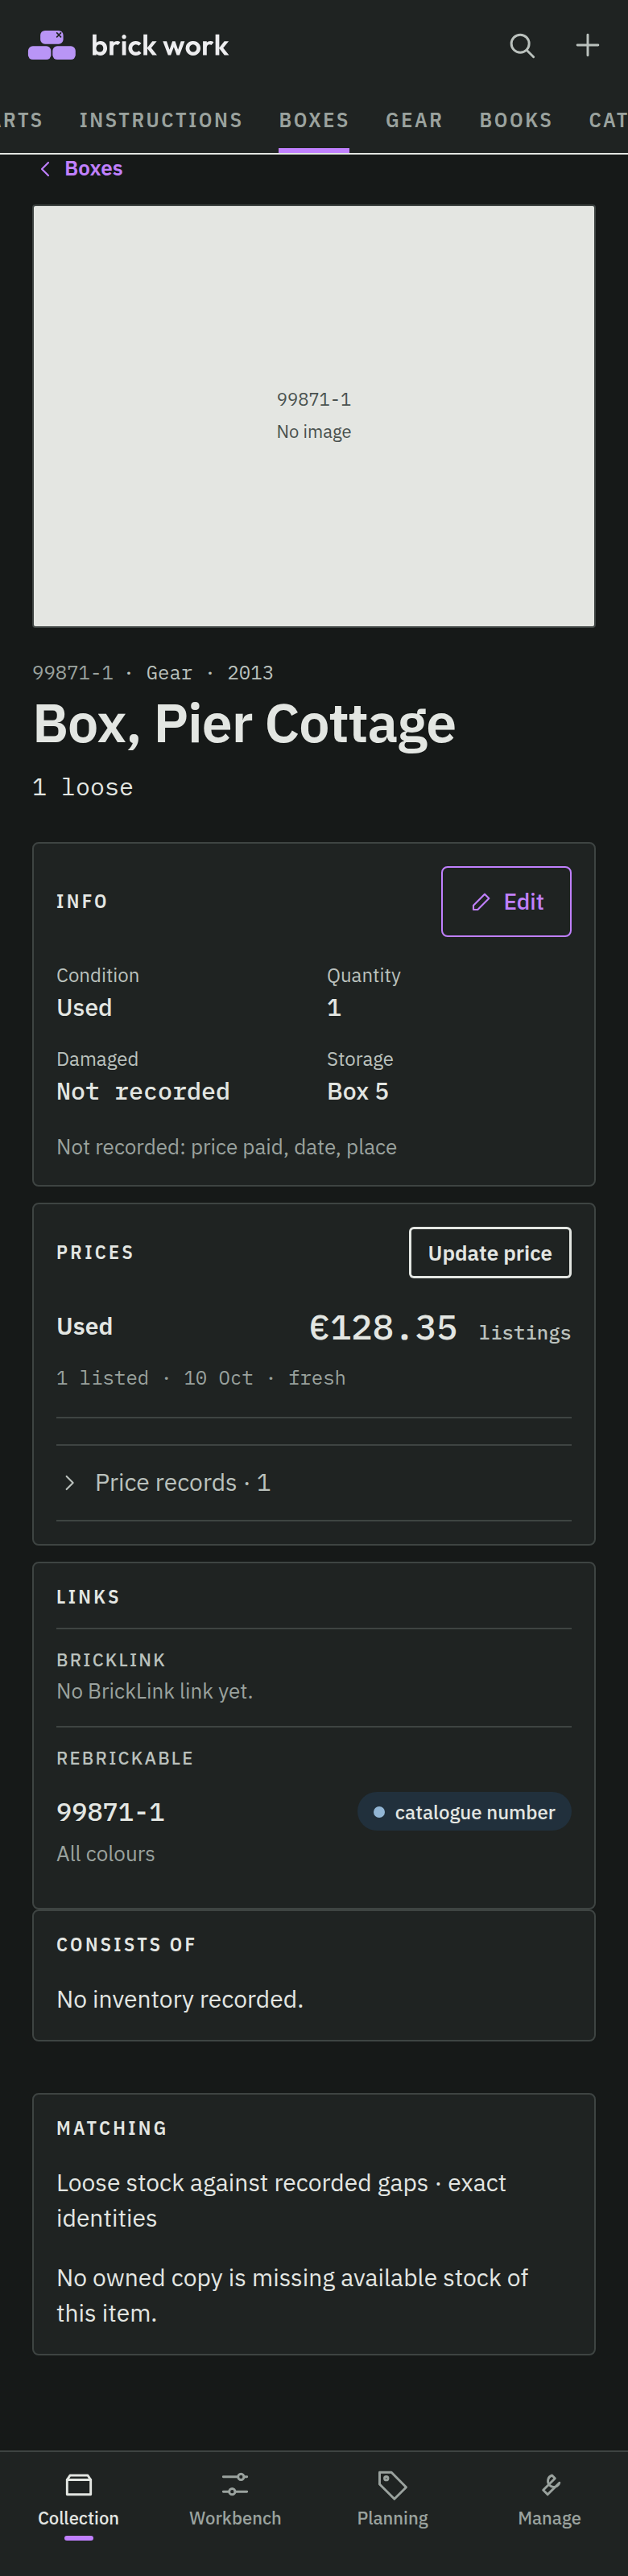 brick work
RTS INSTRUCTIONS BOXES GEAR BOOKS CAT
Boxes
99871-1
No image
99871-1 · Gear · 2013
Box, Pier Cottage
1 loose
INFO
Edit
Condition
Quantity
Used
1
Damaged
Storage
Not recorded
Box 5
Not recorded: price paid, date, place
PRICES
Update price
Used
€128.35 listings
1 listed · 10 Oct · fresh
Price records · 1
LINKS
BRICKLINK
No BrickLink link yet.
REBRICKABLE
99871-1
catalogue number
All colours
CONSISTS OF
No inventory recorded.
MATCHING
Loose stock against recorded gaps · exact
identities
No owned copy is missing available stock of
this item.
Collection Workbench Planning Manage